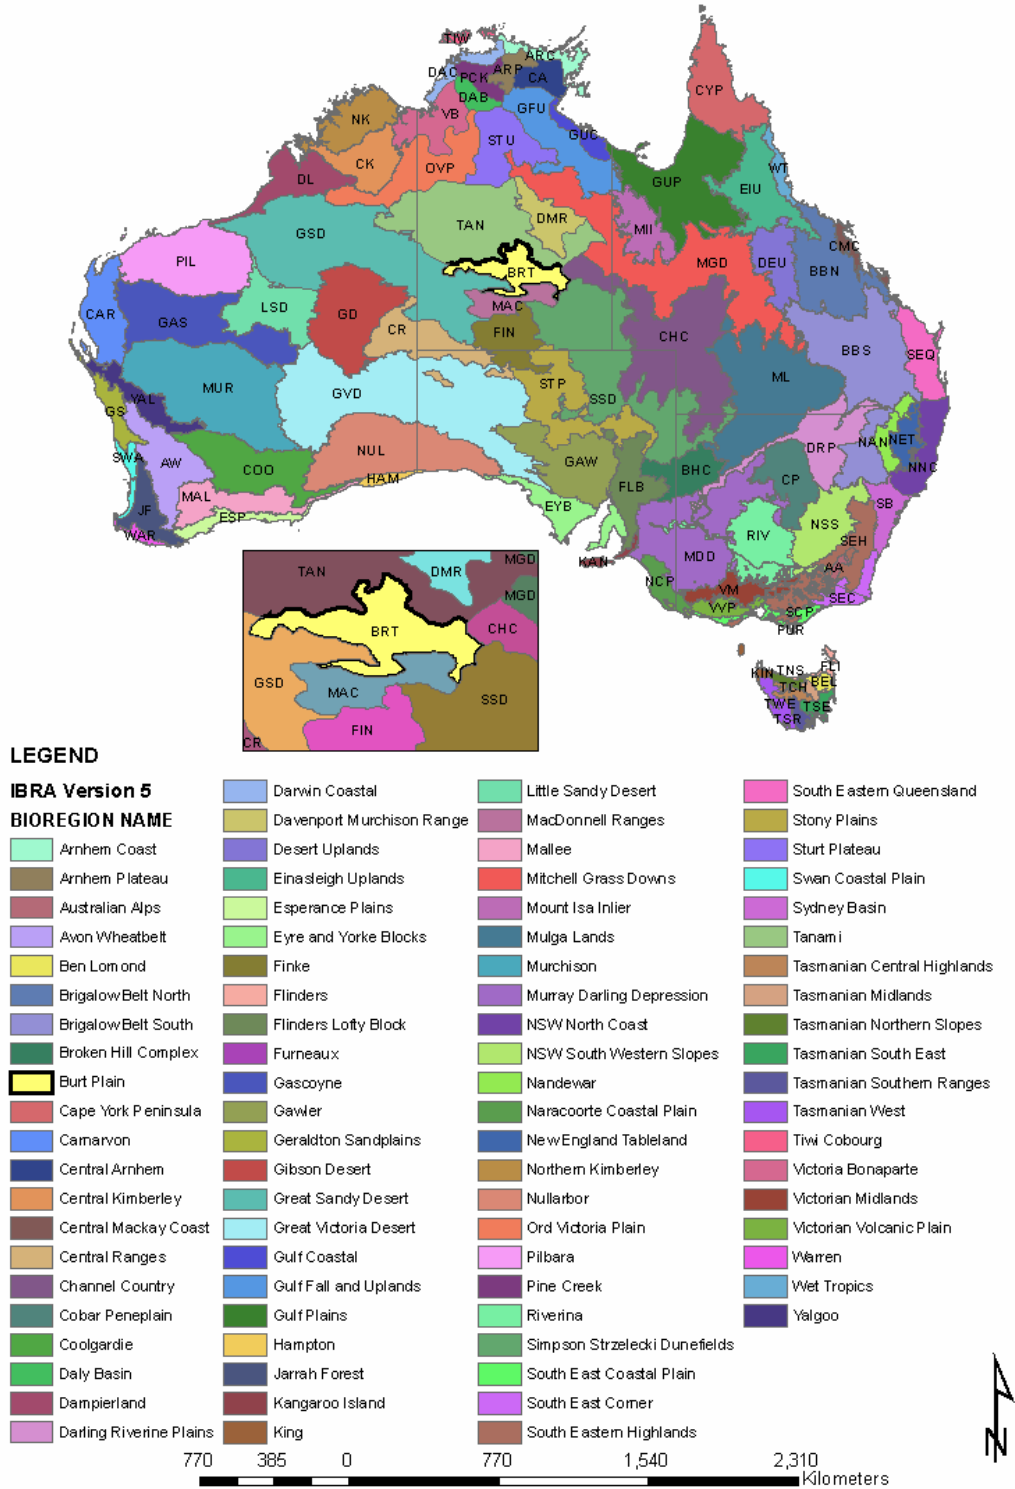 TIW
ARC
DAC
PCK
ARP
CA
DAB
GFU
CYP
NK
VB
GUC
STU
WT
CK
OVP
DL
GUP
EIU
TAN
DMR
GSD
MII
CMC
PIL
BRT
MGD
DEU
BBN
MAC
CAR
GAS
LSD
GD
CR
FIN
CHC
BBS
SEQ
MUR
GVD
STP
ML
YAL
SSD
GS
NUL
DRP
NAN
NET
SWA
AW
COO
GAW
BHC
NNC
HAM
CP
MAL
FLB
JF
EYB
SB
ESP
NSS
WAR
RIV
SEH
MDD
KAN
AA
NCP
VM
SEC
VVP
SCP
PUR
FLI
KIN
TNS
BEL
TCH
TWE
TSE
TSR
TAN
DMR
MGD
MGD
BRT
CHC
GSD
MAC
SSD
FIN
CR
LEGEND
IBRA Version 5
BIOREGION NAME
Arnhem Coast
Arnhem Plateau
Australian Alps
Avon Wheatbelt
Ben Lomond
Brigalow Belt North
Brigalow Belt South
Broken Hill Complex
Burt Plain
Cape York Peninsula
Carnarvon
Central Arnhem
Central Kimberley
Central Mackay Coast
Central Ranges
Channel Country
Cobar Peneplain
Coolgardie
Daly Basin
Dampierland
Darling Riverine Plains
Darwin Coastal
Davenport Murchison Range
Desert Uplands
Einasleigh Uplands
Esperance Plains
Eyre and Yorke Blocks
Finke
Flinders
Flinders Lofty Block
Furneaux
Gascoyne
Gawler
Geraldton Sandplains
Gibson Desert
Great Sandy Desert
Great Victoria Desert
Gulf Coastal
Gulf Fall and Uplands
Gulf Plains
Hampton
Jarrah Forest
Kangaroo Island
King
Little Sandy Desert
MacDonnell Ranges
Mallee
Mitchell Grass Downs
Mount Isa Inlier
Mulga Lands
Murchison
Murray Darling Depression
NSW North Coast
NSW South Western Slopes
Nandewar
Naracoorte Coastal Plain
New England Tableland
Northern Kimberley
Nullarbor
Ord Victoria Plain
Pilbara
Pine Creek
Riverina
Simpson Strzelecki Dunefields
South East Coastal Plain
South East Corner
South Eastern Highlands
South Eastern Queensland
Stony Plains
Sturt Plateau
Swan Coastal Plain
Sydney Basin
Tanami
Tasmanian Central Highlands
Tasmanian Midlands
Tasmanian Northern Slopes
Tasmanian South East
Tasmanian Southern Ranges
Tasmanian West
Tiwi Cobourg
Victoria Bonaparte
Victorian Midlands
Victorian Volcanic Plain
Warren
Wet Tropics
Yalgoo
N
770 385 0 770 1,540 2,310
Kilometers